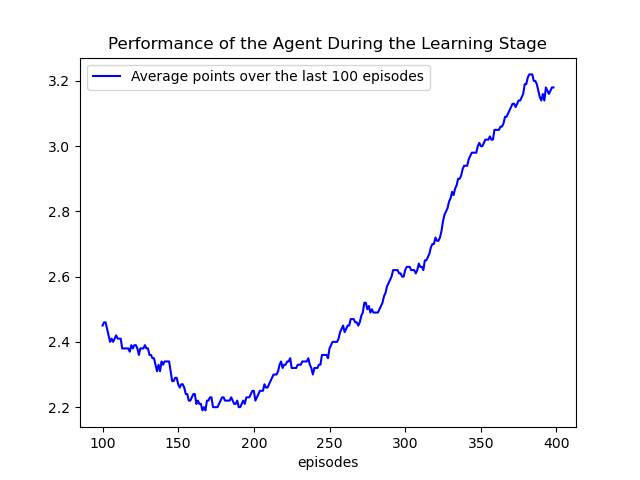 Performance of the Agent During the Learning Stage
Average points over the last 100 episodes
3.2
3.0
2.8
2.6
2.4
2.2
100 150 200 250 300 350 400
episodes